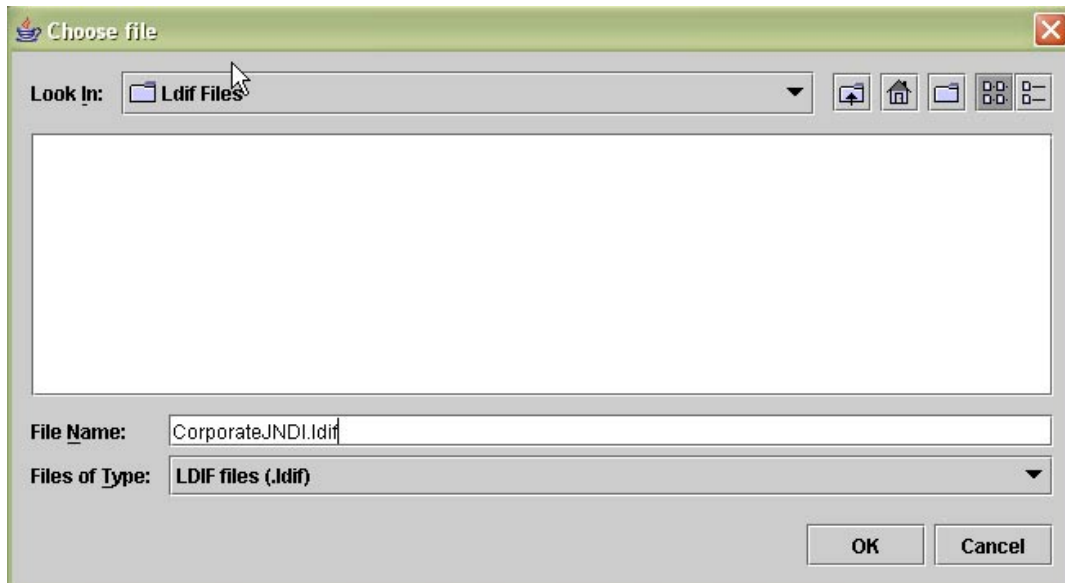 Choose file
Look In: Ldif Files
File Name: CorporateJNDI.ldif
Files of Type: LDIF files (.ldif)
OK Cancel